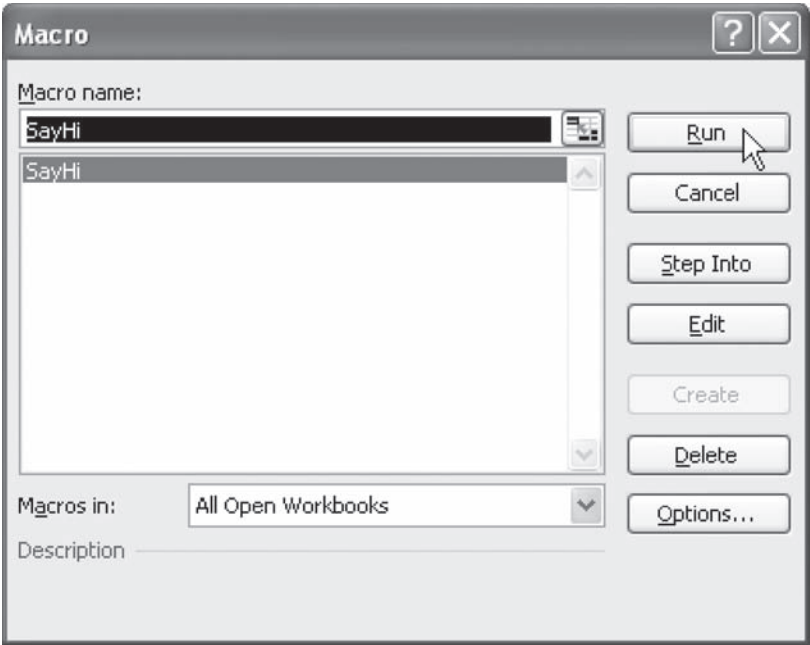 Macro
Macro name:
SayHi
SayHi
Run
Cancel
Step Into
Edit
Create
Delete
Macros in:
All Open Workbooks
Options...
Description